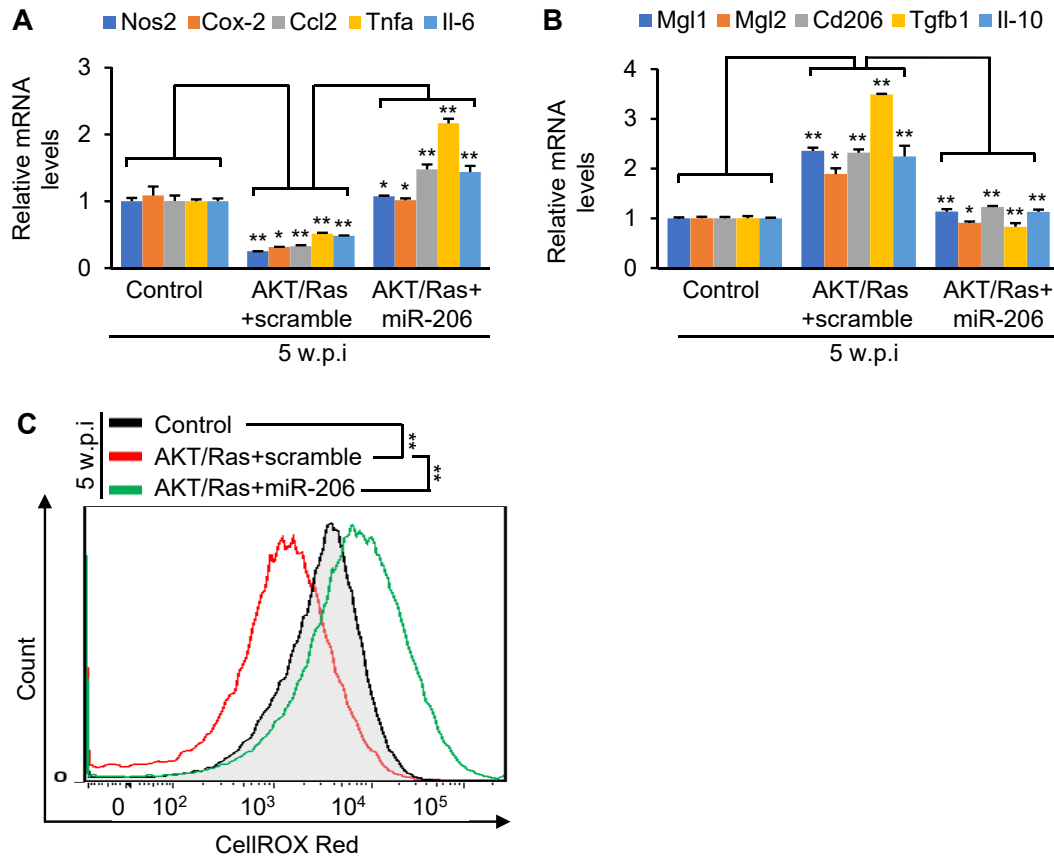 A
Nos2 Cox-2 Ccl2 Tnfa Il-6
Relative mRNA
levels
3
2
1
0
** * ** ** **
* * ** ** **
Control
AKT/Ras
+scramble
AKT/Ras+
miR-206
5 w.p.i
B
Mgl1 Mgl2 Cd206 Tgfb1 Il-10
Relative mRNA
levels
4
3
2
1
0
** * ** ** **
** * ** ** **
Control
AKT/Ras
+scramble
AKT/Ras+
miR-206
5 w.p.i
C
5 w.p.i
Control
AKT/Ras+scramble
AKT/Ras+miR-206
**
**
Count
0
0 10² 10³ 10⁴ 10⁵
CellROX Red